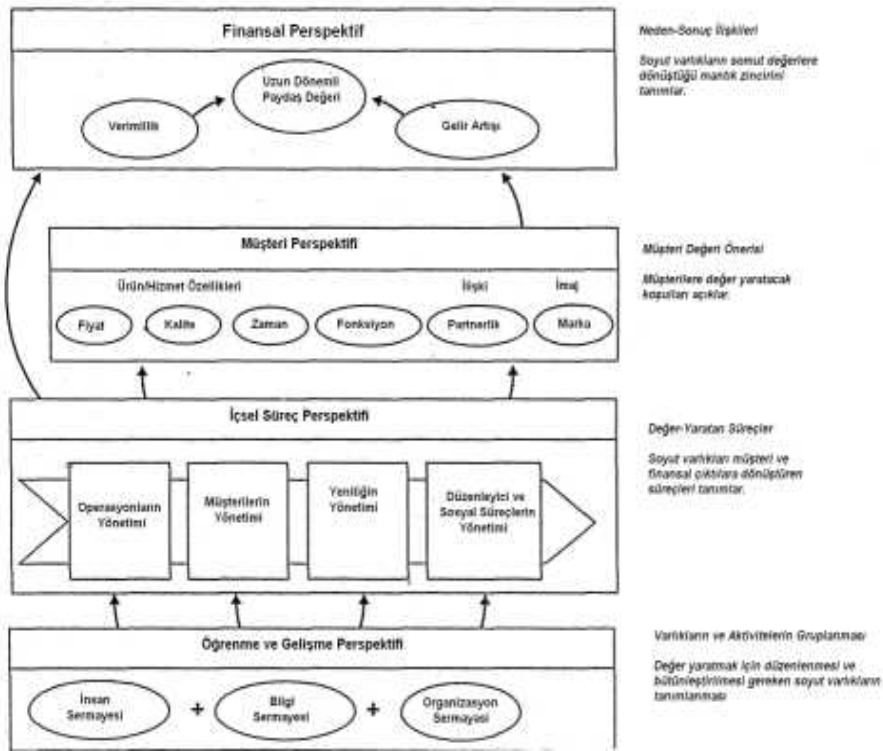 Finansal Perspektif
Uzun Dönemli
Paydaş Değeri
Verimlilik
Gelir Artışı
Neden-Sonuç İlişkileri
Soyut varlıkların somut değerlere
dönüştüğü mantık zincirini
tanımlar.
Müşteri Perspektifi
Ürün/Hizmet Özellikleri
İlişki
İmaj
Fiyat
Kalite
Zaman
Fonksiyon
Partnerlik
Marka
Müşteri Değeri Önerisi
Müşterilere değer yaratacak
koşulları açıklar.
İçsel Süreç Perspektifi
Operasyonların
Yönetimi
Müşterilerin
Yönetimi
Yeniliğin
Yönetimi
Düzenleyici ve
Sosyal Süreçlerin
Yönetimi
Değer-Yaratan Süreçler
Soyut varlıkları müşteri ve
finansal çıktılara dönüştüren
süreçleri tanımlar.
Öğrenme ve Gelişme Perspektifi
İnsan
Sermayesi
+
Bilgi
Sermayesi
+
Organizasyon
Sermayası
Varlıkların ve Aktivitelerin Gruplanması
Değer yaratmak için düzenlenmesi ve
bütünleştirilmesi gereken soyut varlıkların
tanımlanması